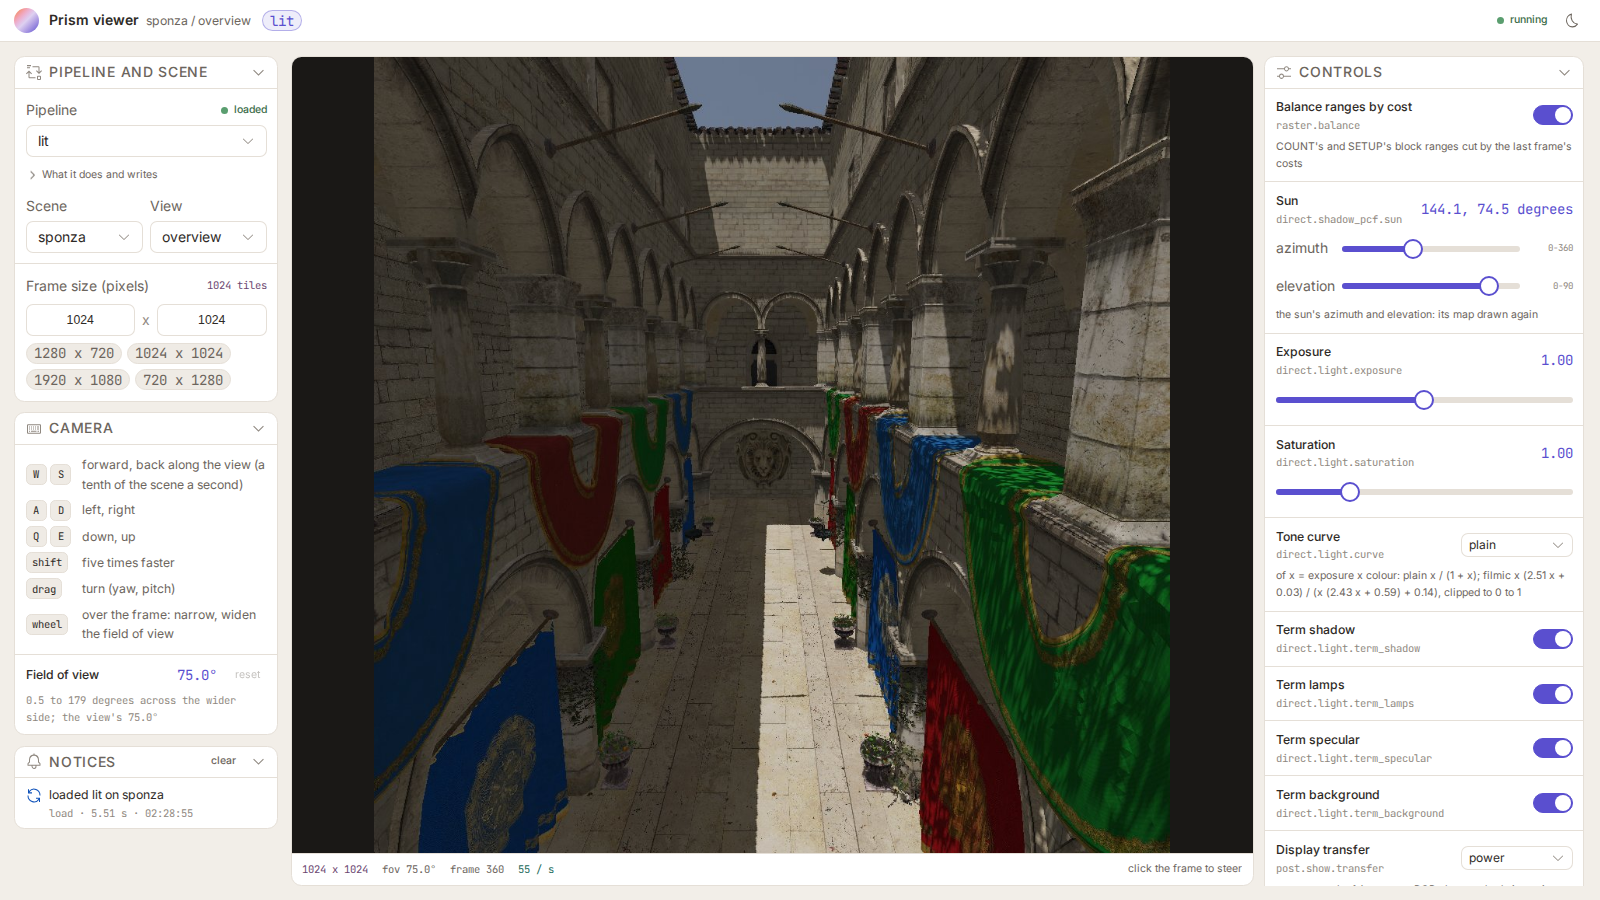 Prism viewer sponza / overview lit
running
PIPELINE AND SCENE
Pipeline
loaded
lit
What it does and writes
Scene
View
sponza
overview
Frame size (pixels)
1024 tiles
1024 x 1024
1280 x 720
1024 x 1024
1920 x 1080
720 x 1280
CAMERA
W S forward, back along the view (a
tenth of the scene a second)
A D left, right
Q E down, up
shift five times faster
drag turn (yaw, pitch)
wheel over the frame: narrow, widen
the field of view
Field of view 75.0° reset
0.5 to 179 degrees across the wider
side; the view's 75.0°
NOTICES clear
loaded lit on sponza
load · 5.51 s · 02:28:55
1024 x 1024 fov 75.0° frame 360 55 / s
click the frame to steer
CONTROLS
Balance ranges by cost
raster.balance
COUNT's and SETUP's block ranges cut by the last frame's
costs
Sun
direct.shadow_pcf.sun
144.1, 74.5 degrees
azimuth 0-360
elevation 0-90
the sun's azimuth and elevation: its map drawn again
Exposure
direct.light.exposure
1.00
Saturation
direct.light.saturation
1.00
Tone curve
direct.light.curve
plain
of x = exposure x colour: plain x / (1 + x); filmic x (2.51 x +
0.03) / (x (2.43 x + 0.59) + 0.14), clipped to 0 to 1
Term shadow
direct.light.term_shadow
Term lamps
direct.light.term_lamps
Term specular
direct.light.term_specular
Term background
direct.light.term_background
Display transfer
post.show.transfer
power